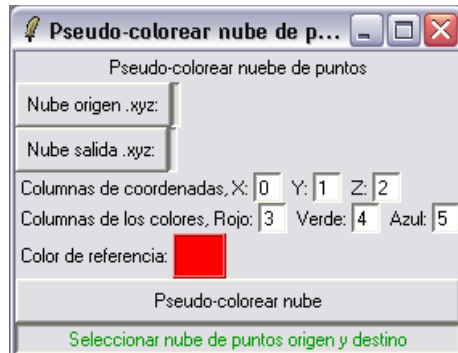 Pseudo-colorear nube de p...
Pseudo-colorear nuebe de puntos
Nube origen .xyz:
Nube salida .xyz:
Columnas de coordenadas, X: 0 Y: 1 Z: 2
Columnas de los colores, Rojo: 3 Verde: 4 Azul: 5
Color de referencia:
Pseudo-colorear nube
Seleccionar nube de puntos origen y destino